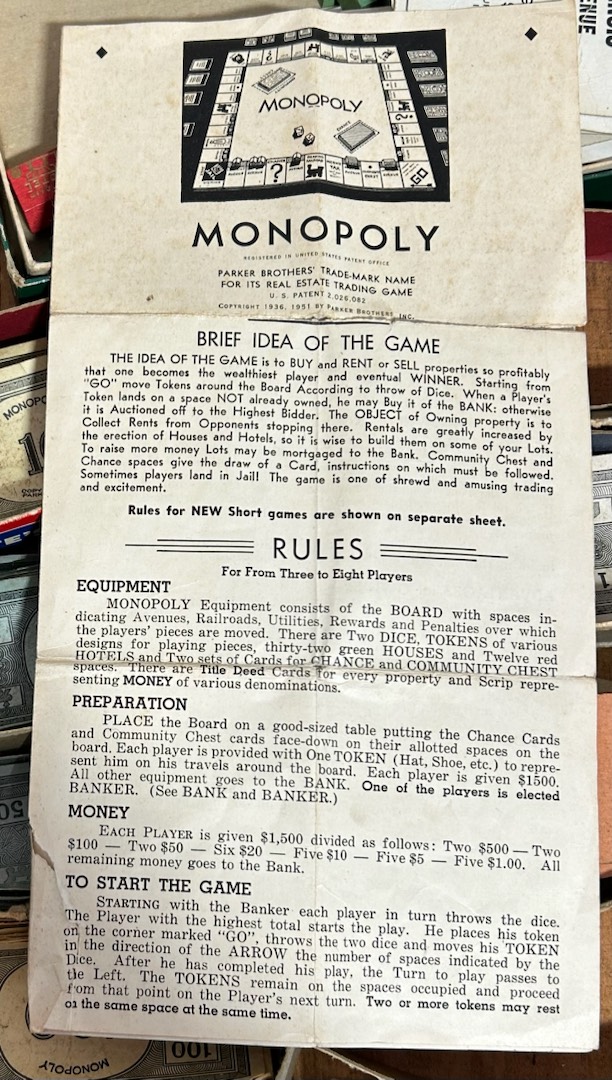 MONOPOLY
MONOPOLY
REGISTERED IN UNITED STATES PATENT OFFICE
PARKER BROTHERS' TRADE-MARK NAME
FOR ITS REAL ESTATE TRADING GAME
U. S. PATENT 2,026,082
COPYRIGHT 1936, 1951 BY PARKER BROTHERS, INC.
BRIEF IDEA OF THE GAME
THE IDEA OF THE GAME is to BUY and RENT or SELL properties so profitably
that one becomes the wealthiest player and eventual WINNER. Starting from
"GO" move Tokens around the Board According to throw of Dice. When a Player's
Token lands on a space NOT already owned, he may Buy it of the BANK: otherwise
it is Auctioned off to the Highest Bidder. The OBJECT of Owning property is to
Collect Rents from Opponents stopping there. Rentals are greatly increased by
the erection of Houses and Hotels, so it is wise to build them on some of your Lots.
To raise more money Lots may be mortgaged to the Bank. Community Chest and
Chance spaces give the draw of a Card, instructions on which must be followed.
Sometimes players land in Jail! The game is one of shrewd and amusing trading
and excitement.
Rules for NEW Short games are shown on separate sheet.
RULES
For From Three to Eight Players
EQUIPMENT
MONOPOLY Equipment consists of the BOARD with spaces in-
dicating Avenues, Railroads, Utilities, Rewards and Penalties over which
the players' pieces are moved. There are Two DICE, TOKENS of various
designs for playing pieces, thirty-two green HOUSES and Twelve red
HOTELS and Two sets of Cards for CHANCE and COMMUNITY CHEST
spaces. There are Title Deed Cards for every property and Scrip repre-
senting MONEY of various denominations.
PREPARATION
PLACE the Board on a good-sized table putting the Chance Cards
and Community Chest cards face-down on their allotted spaces on the
board. Each player is provided with One TOKEN (Hat, Shoe, etc.) to repre-
sent him on his travels around the board. Each player is given $1500.
All other equipment goes to the BANK. One of the players is elected
BANKER. (See BANK and BANKER.)
MONEY
EACH PLAYER is given $1,500 divided as follows: Two $500 — Two
$100 — Two $50 — Six $20 — Five $10 — Five $5 — Five $1.00. All
remaining money goes to the Bank.
TO START THE GAME
STARTING with the Banker each player in turn throws the dice.
The Player with the highest total starts the play. He places his token
on the corner marked "GO", throws the two dice and moves his TOKEN
in the direction of the ARROW the number of spaces indicated by the
Dice. After he has completed his play, the Turn to play passes to
the Left. The TOKENS remain on the spaces occupied and proceed
from that point on the Player's next turn. Two or more tokens may rest
on the same space at the same time.
MONOPOLY
100